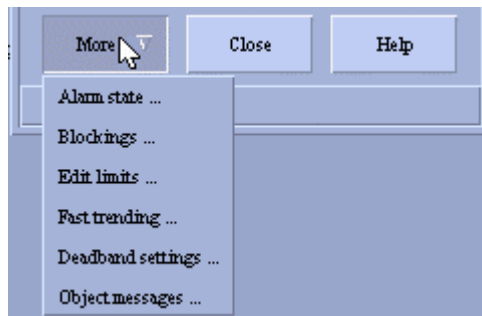 More Close Help
Alarm state ...
Blockings ...
Edit limits ...
Fast trending ...
Deadband settings ...
Object messages ...